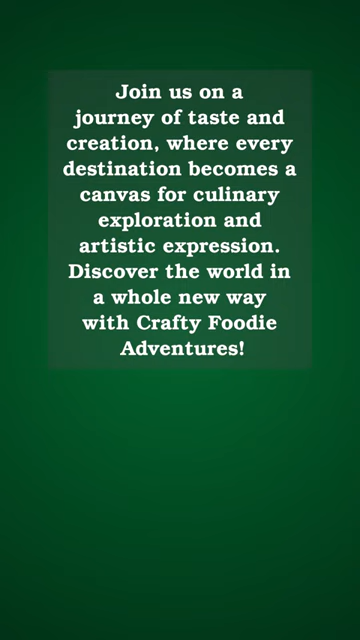 Join us on a
journey of taste and
creation, where every
destination becomes a
canvas for culinary
exploration and
artistic expression.
Discover the world in
a whole new way
with Crafty Foodie
Adventures!